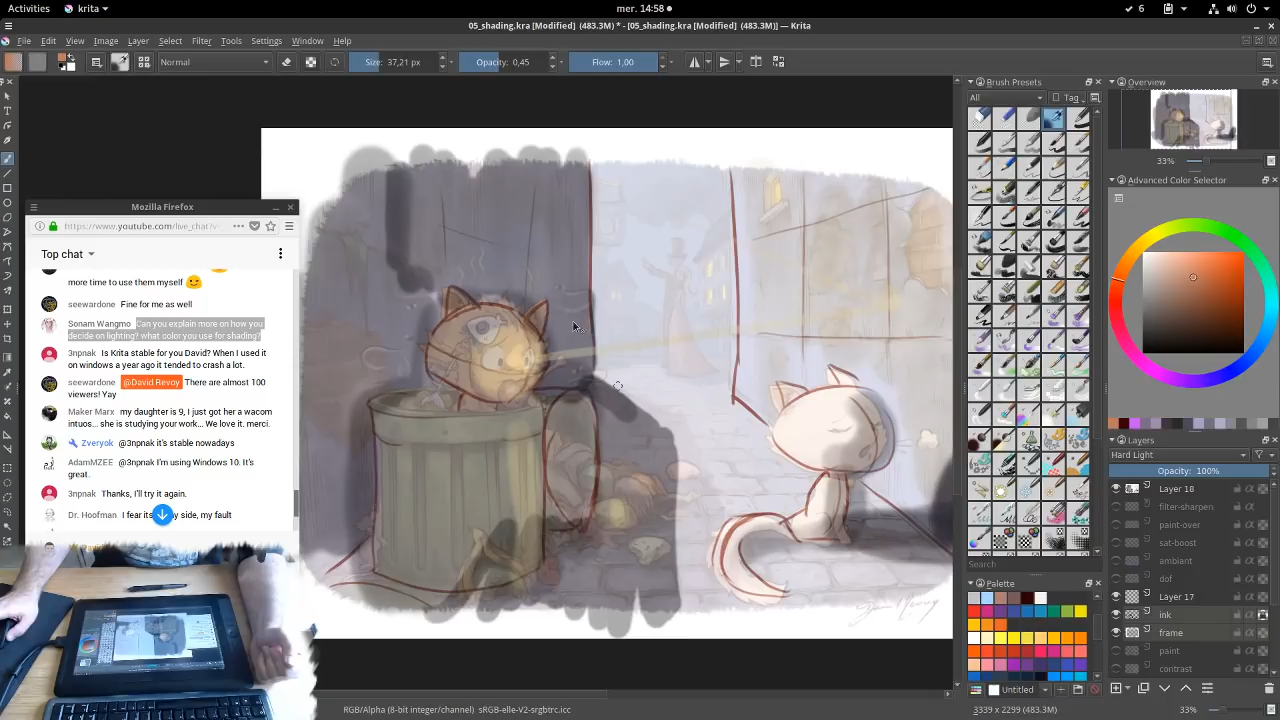 Activities krita mer. 14:58 6
05_shading.kra [Modified] (483.3M) * - [05_shading.kra [Modified] (483.3M)] — Krita
File Edit View Image Layer Select Filter Tools Settings Window Help
Normal Size: 37,21 px Opacity: 0,45 Flow: 1,00
Brush Presets
All Tag
Overview
33%
Advanced Color Selector
Mozilla Firefox
https://www.youtube.com/live_chat?v
Top chat
more time to use them myself
seewardone Fine for me as well
Sonam Wangmo Can you explain more on how you
decide on lighting? what color you use for shading?
3npnak Is Krita stable for you David? When I used it
on windows a year ago it tended to crash a lot.
seewardone @David Revoy There are almost 100
viewers! Yay
Maker Marx my daughter is 9, I just got her a wacom
intuos... she is studying your work... We love it. merci.
Zveryok @3npnak it's stable nowadays
AdamMZEE @3npnak I'm using Windows 10. It's
great.
3npnak Thanks, I'll try it again.
Dr. Hoofman I fear its my side, my fault
Layers
Hard Light
Opacity: 100%
Layer 18
filter-sharpen
paint-over
sat-boost
ambiant
dof
Layer 17
ink
frame
paint
contrast
Search
Palette
Untitled
RGB/Alpha (8-bit integer/channel) sRGB-elle-V2-srgbtrc.icc
3339 x 2299 (483.3M) 33%